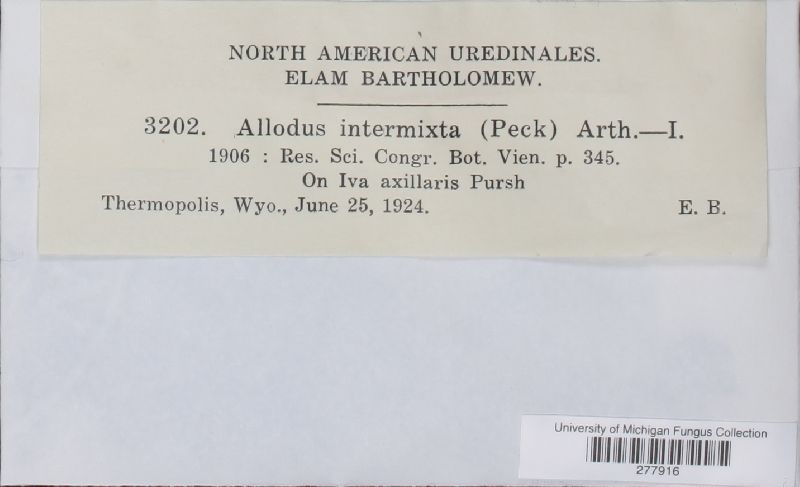 NORTH AMERICAN UREDINALES.
ELAM BARTHOLOMEW.
3202. Allodus intermixta (Peck) Arth.—I.
1906 : Res. Sci. Congr. Bot. Vien. p. 345.
On Iva axillaris Pursh
Thermopolis, Wyo., June 25, 1924. E. B.
University of Michigan Fungus Collection
277916